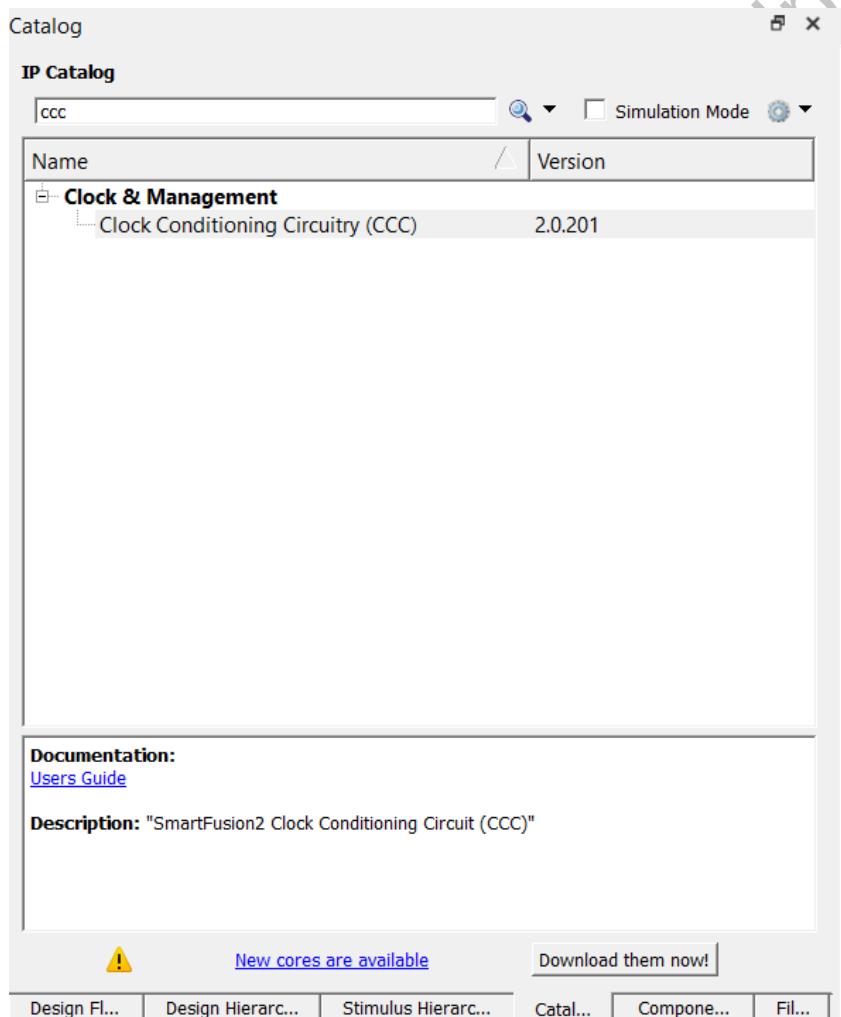 Catalog
IP Catalog
ccc
Simulation Mode
Name Version
Clock & Management
Clock Conditioning Circuitry (CCC) 2.0.201
Documentation:
Users Guide
Description: "SmartFusion2 Clock Conditioning Circuit (CCC)"
New cores are available Download them now!
Design Fl... Design Hierarc... Stimulus Hierarc... Catal... Compone... Fil...